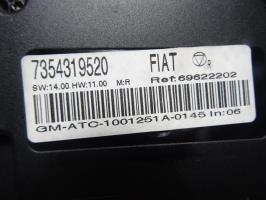 7354319520 FIAT R
SW:14.00 HW:11.00 M:R Ref:69622202
GM-ATC-1001251A-0145 In:06